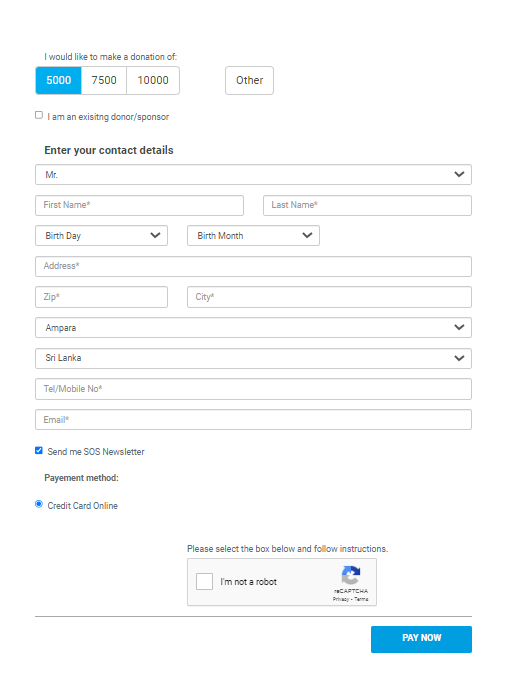 I would like to make a donation of:
5000 7500 10000 Other
I am an exisitng donor/sponsor
Enter your contact details
Mr.
First Name* Last Name*
Birth Day Birth Month
Address*
Zip* City*
Ampara
Sri Lanka
Tel/Mobile No*
Email*
Send me SOS Newsletter
Payement method:
Credit Card Online
Please select the box below and follow instructions.
I'm not a robot
reCAPTCHA
Privacy - Terms
PAY NOW